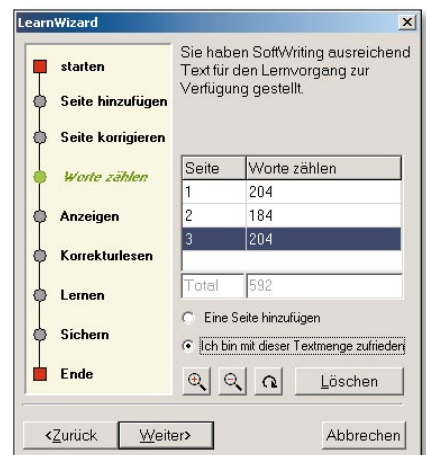 LearnWizard
starten
Seite hinzufügen
Seite korrigieren
Worte zählen
Anzeigen
Korrekturlesen
Lernen
Sichern
Ende
Sie haben SoftWriting ausreichend
Text für den Lernvorgang zur
Verfügung gestellt.
Seite Worte zählen
1 204
2 184
3 204
Total 592
Eine Seite hinzufügen
Ich bin mit dieser Textmenge zufrieden
Löschen
<Zurück Weiter> Abbrechen